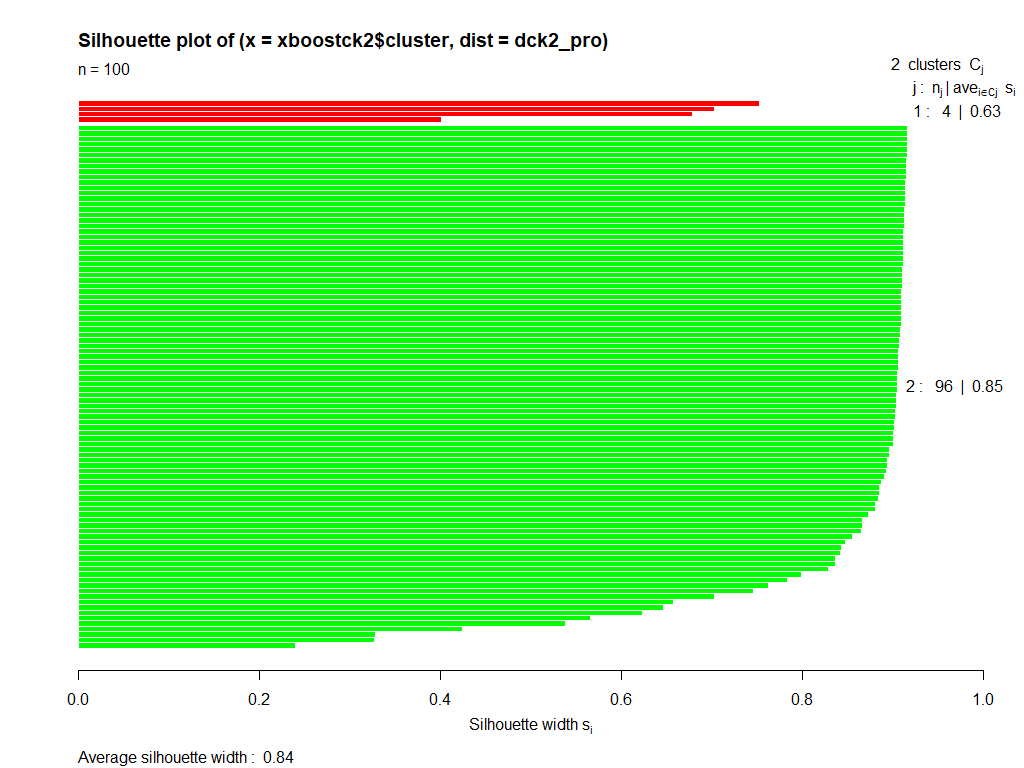 Silhouette plot of (x = xboostck2$cluster, dist = dck2_pro)
n = 100
2 clusters Cj
j : nj | avei∈Cj si
1 : 4 | 0.63
2 : 96 | 0.85
0.0 0.2 0.4 0.6 0.8 1.0
Silhouette width si
Average silhouette width : 0.84